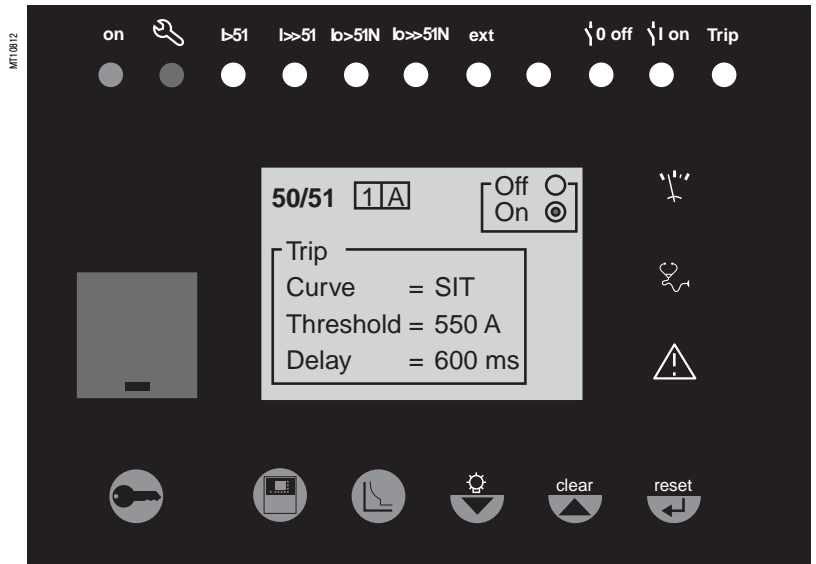 MT10812
on I>51 I>>51 Io>51N Io>>51N ext 0 off I on Trip
50/51 1 A Off
On
Trip
Curve = SIT
Threshold = 550 A
Delay = 600 ms
clear reset